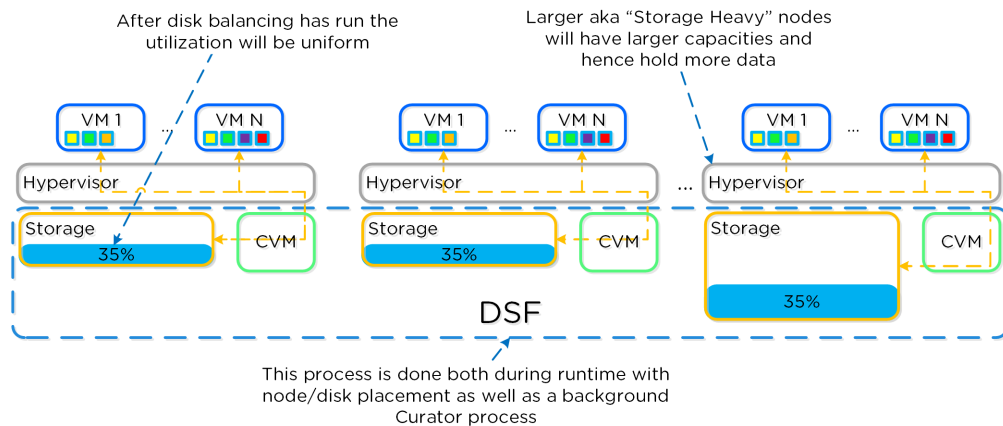 After disk balancing has run the
utilization will be uniform
Larger aka “Storage Heavy” nodes
will have larger capacities and
hence hold more data
VM 1
...
VM N
VM 1
...
VM N
VM 1
...
VM N
Hypervisor
Hypervisor
...
Hypervisor
Storage
35%
CVM
Storage
35%
CVM
Storage
35%
CVM
DSF
This process is done both during runtime with
node/disk placement as well as a background
Curator process